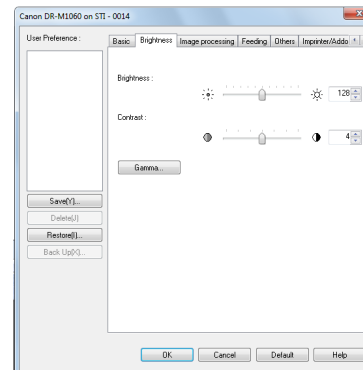 Canon DR-M1060 on STI - 0014
User Preference :
Basic
Brightness
Image processing
Feeding
Others
Imprinter/Addo
Brightness :
128
Contrast :
4
Gamma...
Save(Y)...
Delete(J)
Restore(I)...
Back Up(X)...
OK
Cancel
Default
Help